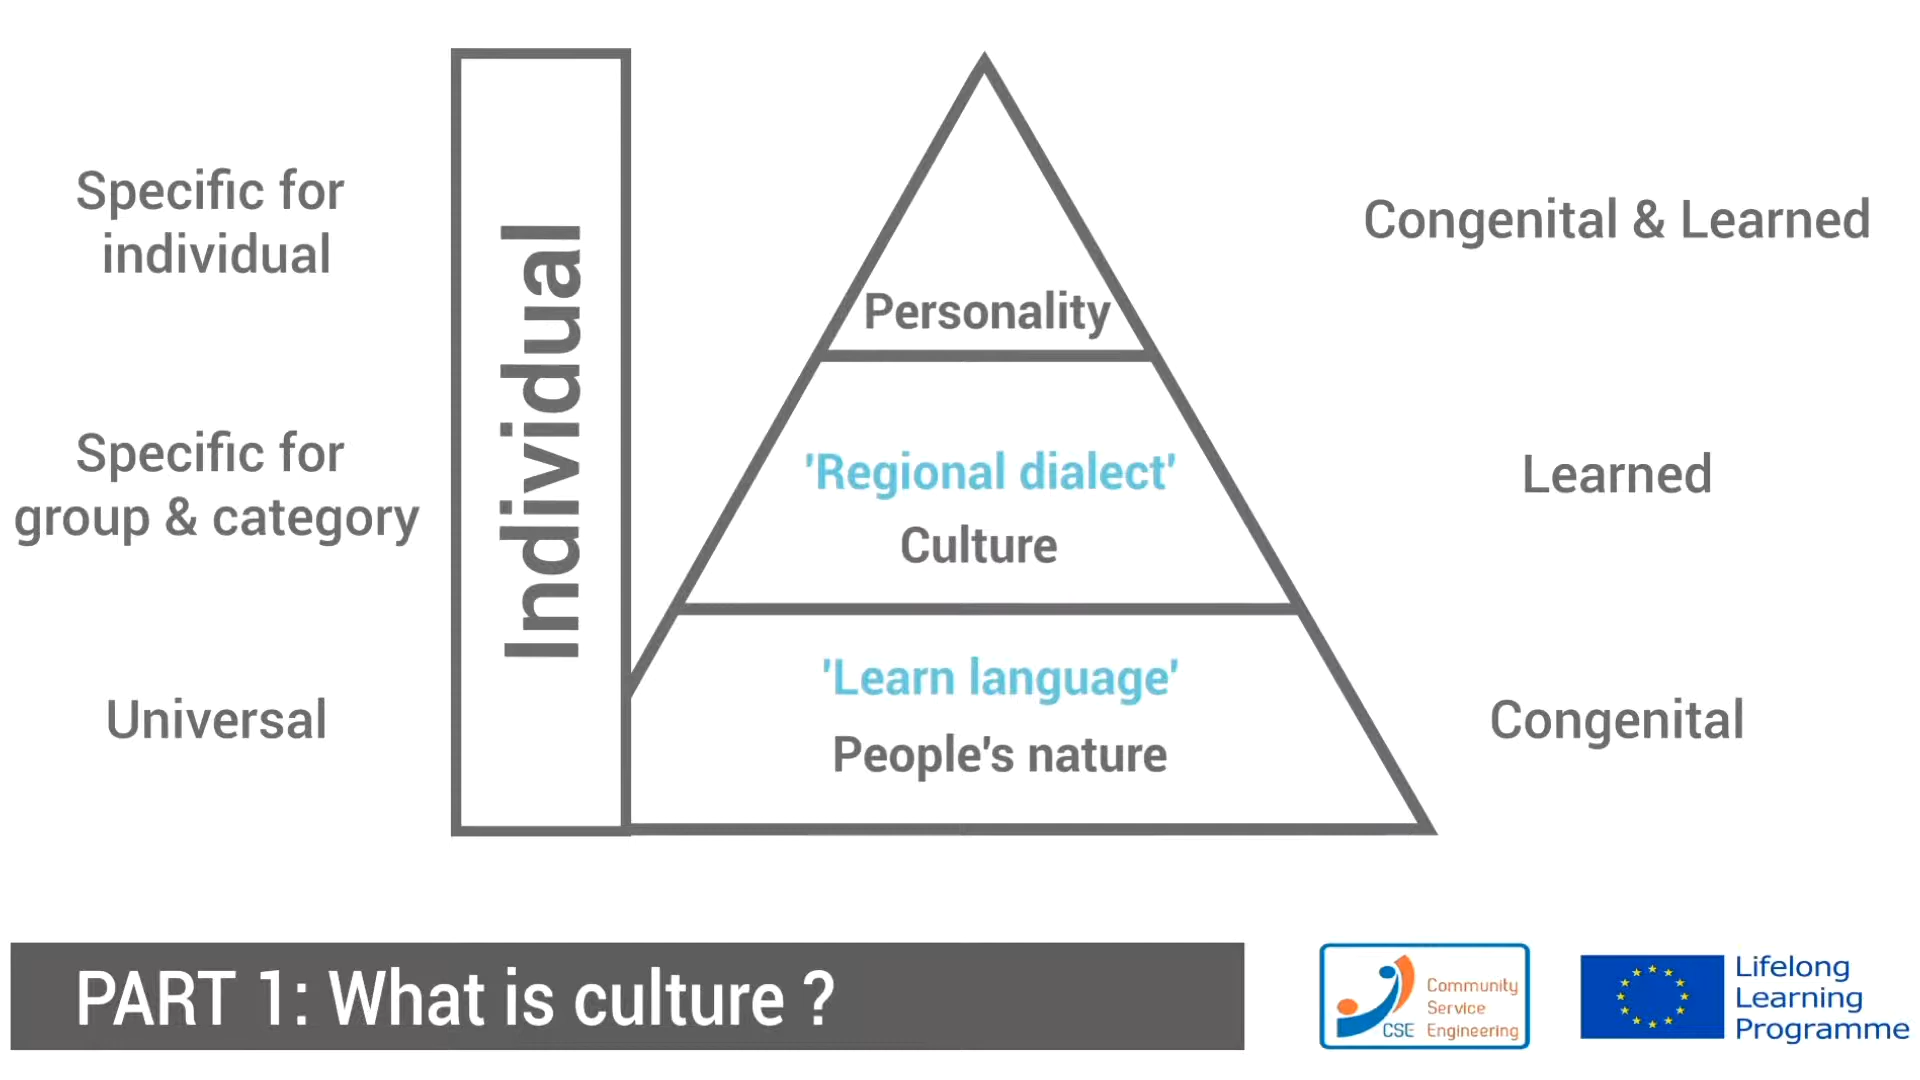 Specific for
individual
Specific for
group & category
Universal
Individual
Personality
'Regional dialect'
Culture
'Learn language'
People's nature
Congenital & Learned
Learned
Congenital
PART 1: What is culture ?
Community
Service
CSE Engineering
Lifelong
Learning
Programme